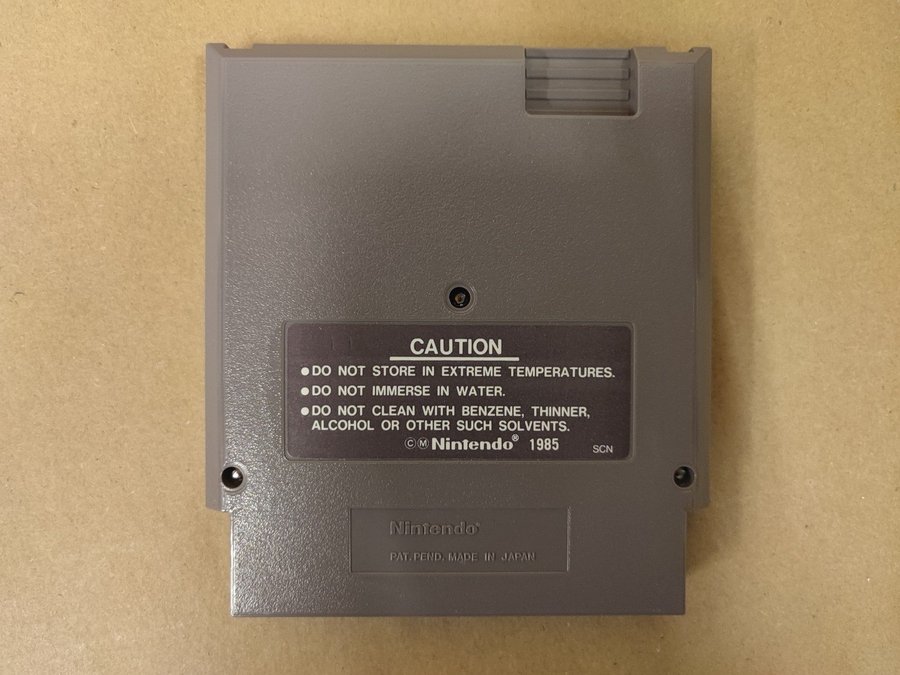 CAUTION
●DO NOT STORE IN EXTREME TEMPERATURES.
●DO NOT IMMERSE IN WATER.
●DO NOT CLEAN WITH BENZENE, THINNER,
ALCOHOL OR OTHER SUCH SOLVENTS.
ⒸⓂ Nintendo® 1985 SCN
Nintendo®
PAT. PEND. MADE IN JAPAN